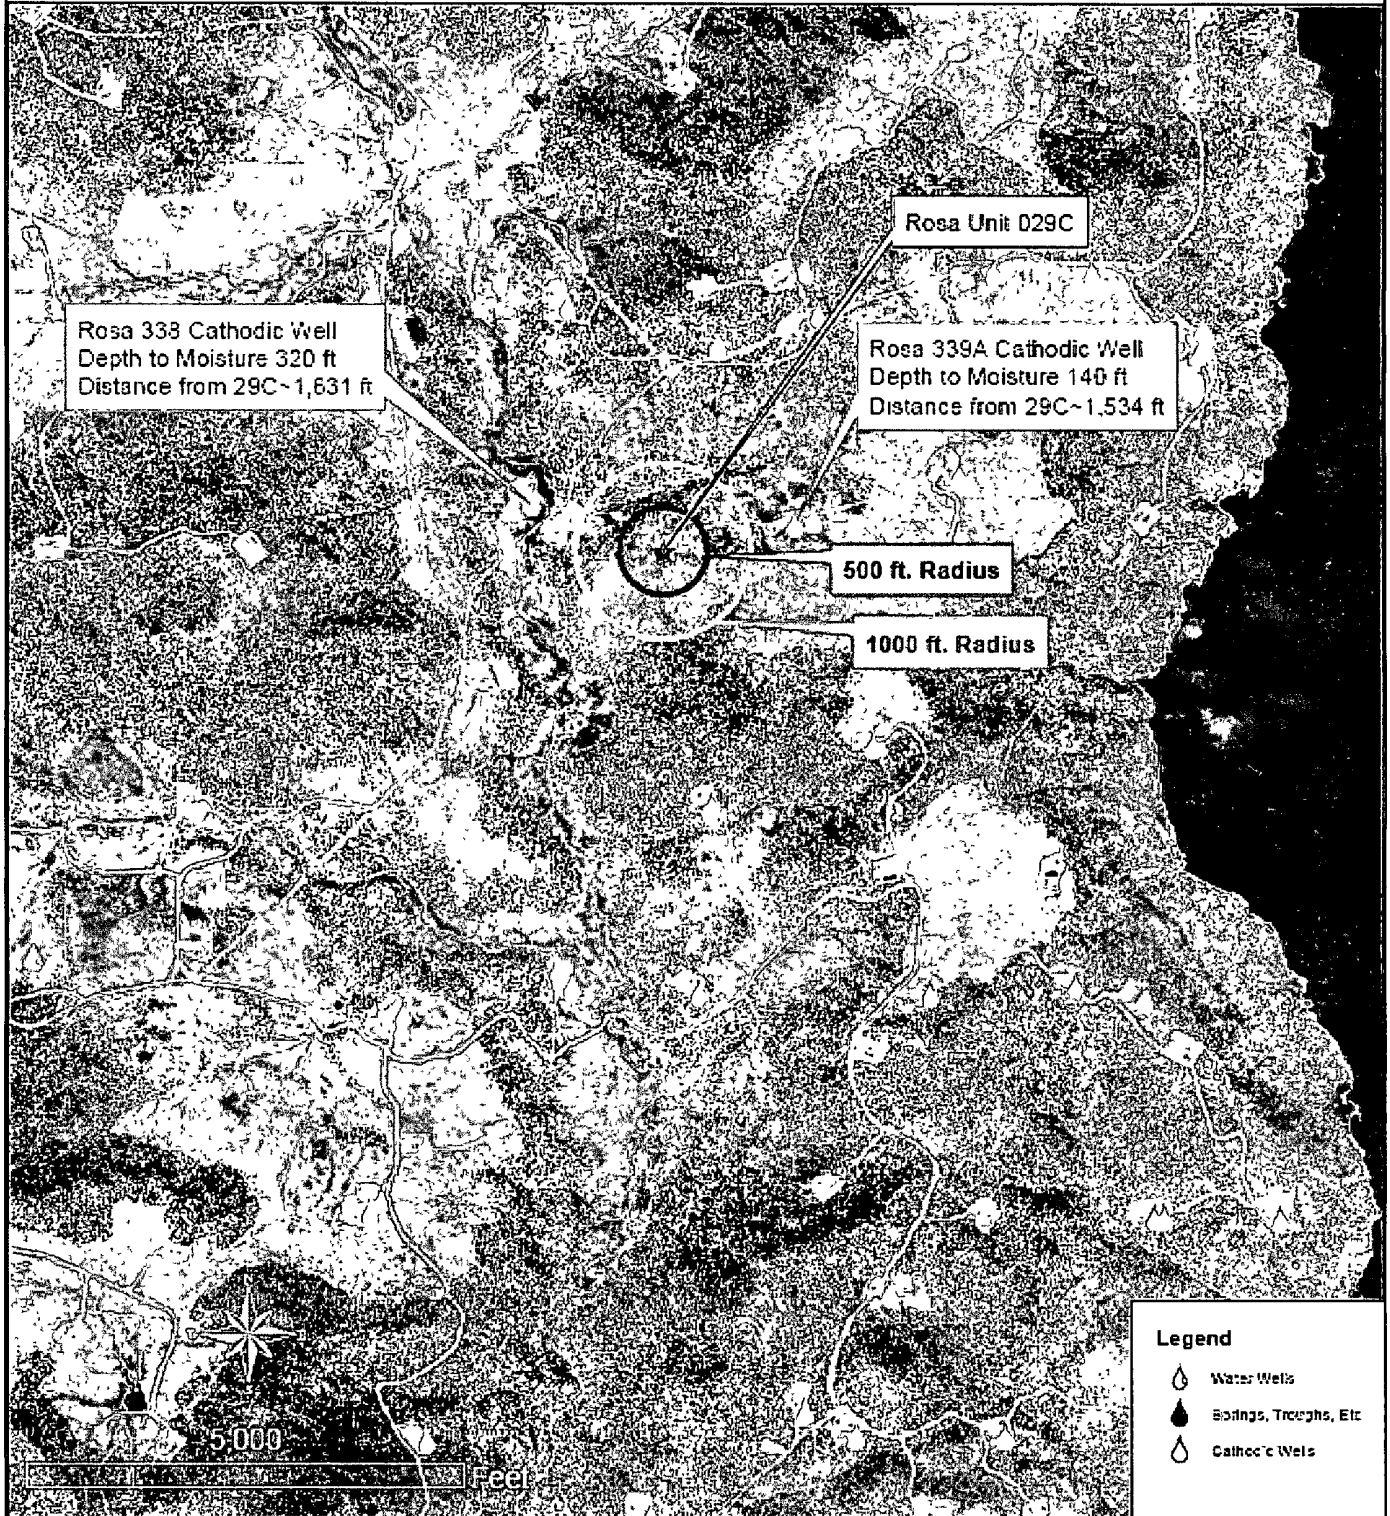 Rosa Unit 029C
Rosa 338 Cathodic Well
Depth to Moisture 320 ft
Distance from 29C~1,631 ft
Rosa 339A Cathodic Well
Depth to Moisture 140 ft
Distance from 29C~1,534 ft
500 ft. Radius
1000 ft. Radius
Legend
Water Wells
Springs, Troughs, Etc
Cathodic Wells
5,000
Feet